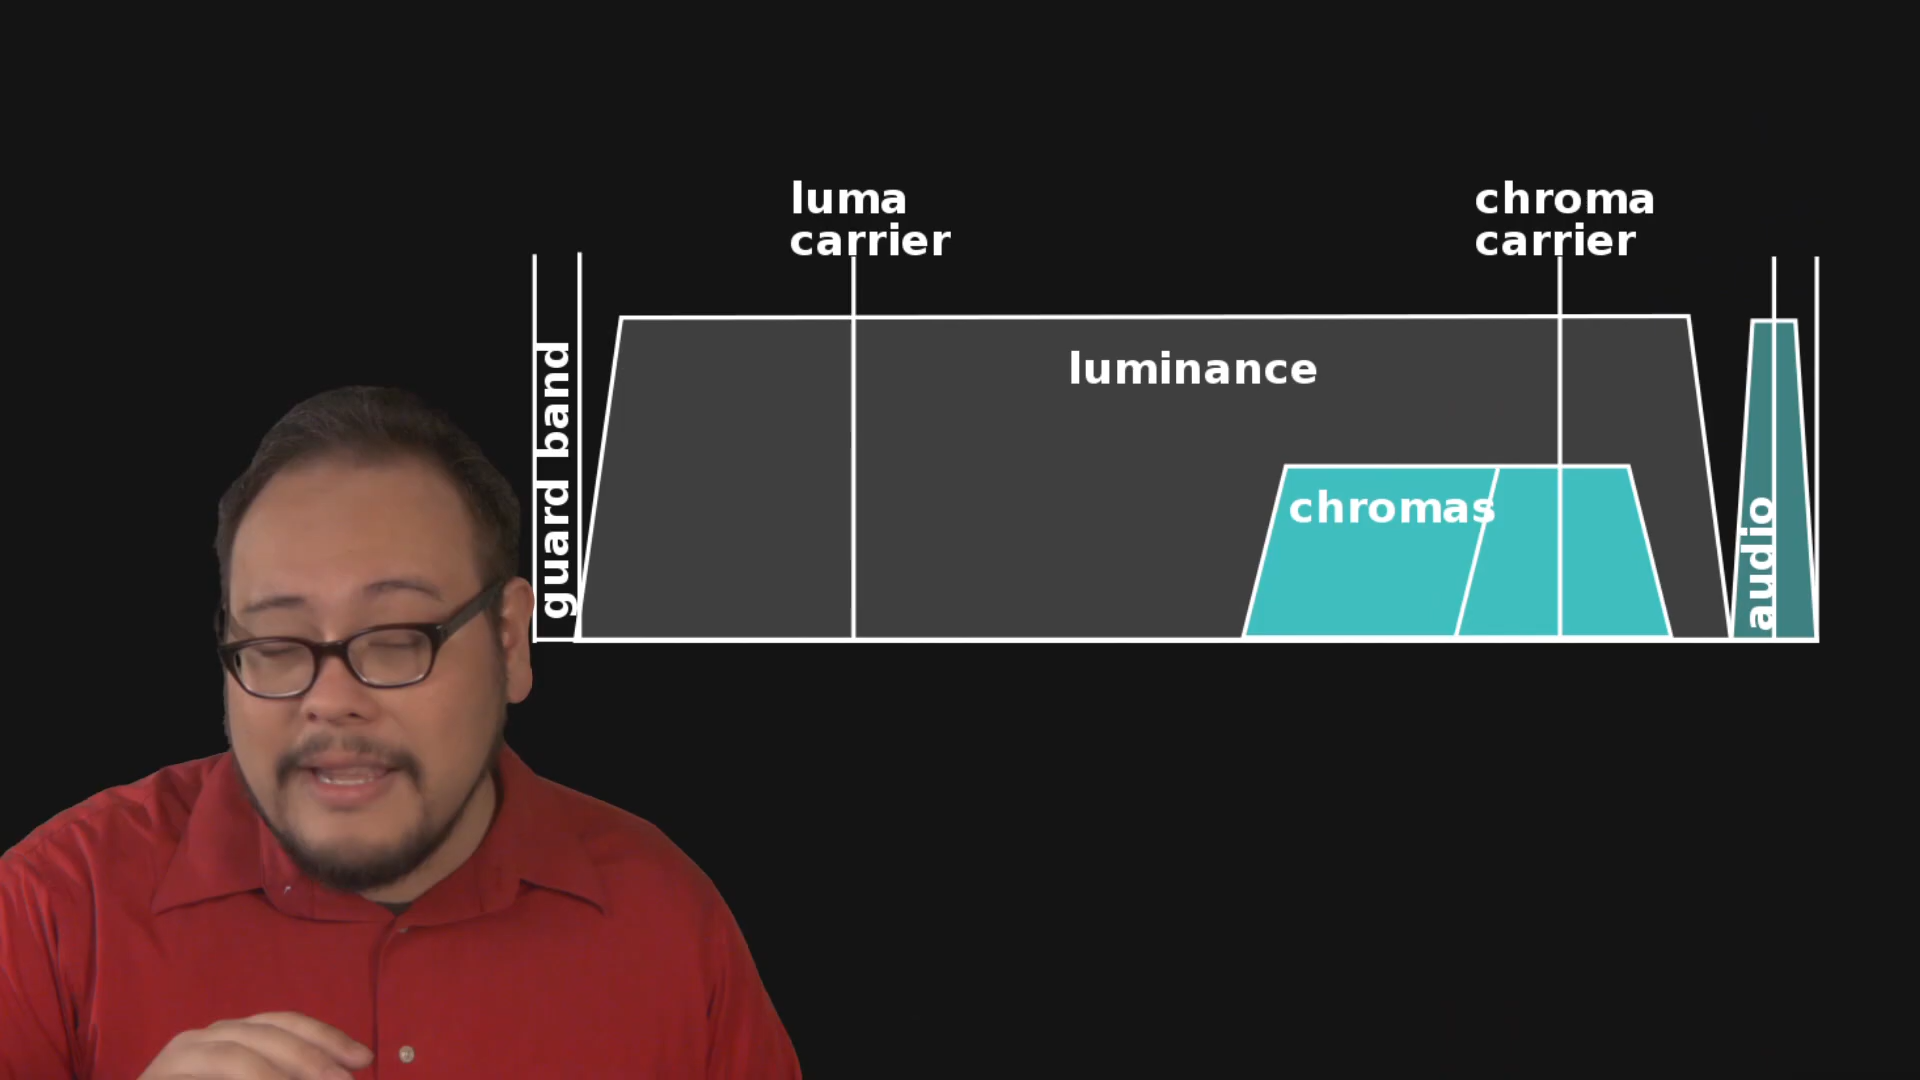 luma
carrier
chroma
carrier
guard band
luminance
chromas
audio